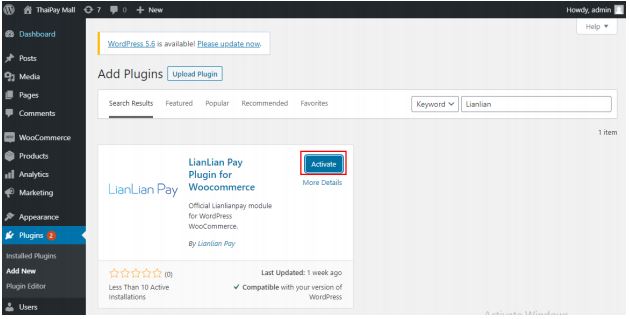 ThaiPay Mall 7 0 + New Howdy, admin
Help ▼
Dashboard
Posts
Media
Pages
Comments
WooCommerce
Products
Analytics
Marketing
Appearance
Plugins 2
Installed Plugins
Add New
Plugin Editor
Users
WordPress 5.6 is available! Please update now.
Add Plugins Upload Plugin
Search Results Featured Popular Recommended Favorites Keyword Lianlian
1 item
LianLian Pay
LianLian Pay
Plugin for
Woocommerce
Official Lianlianpay module
for WordPress
WooCommerce.
By Lianlian Pay
Activate
More Details
(0)
Less Than 10 Active
Installations
Last Updated: 1 week ago
✔ Compatible with your version of
WordPress
Activate Windows